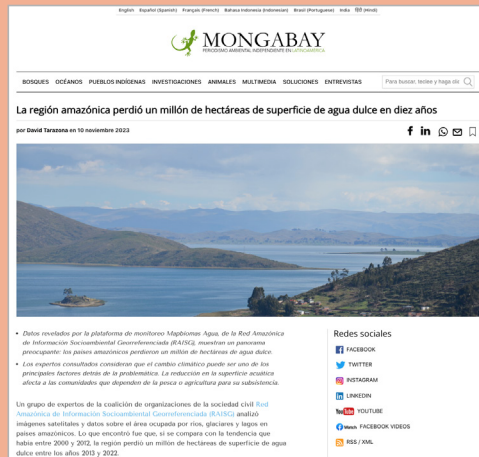 English Español (Spanish) Français (French) Bahasa Indonesia (Indonesian) Brasil (Portuguese) India हिंदी (Hindi)
MONGABAY
PERIODISMO AMBIENTAL INDEPENDIENTE EN LATINOAMÉRICA
BOSQUES OCÉANOS PUEBLOS INDÍGENAS INVESTIGACIONES ANIMALES MULTIMEDIA SOLUCIONES ENTREVISTAS Para buscar, teclee y haga clic
La región amazónica perdió un millón de hectáreas de superficie de agua dulce en diez años
por David Tarazona en 10 noviembre 2023
Datos revelados por la plataforma de monitoreo Mapbiomas Agua, de la Red Amazónica
de Información Socioambiental Georreferenciada (RAISG), muestran un panorama
preocupante: los países amazónicos perdieron un millón de hectáreas de agua dulce.
Los expertos consultados consideran que el cambio climático puede ser uno de los
principales factores detrás de la problemática. La reducción en la superficie acuática
afecta a las comunidades que dependen de la pesca o agricultura para su subsistencia.
Un grupo de expertos de la coalición de organizaciones de la sociedad civil Red
Amazónica de Información Socioambiental Georreferenciada (RAISG) analizó
imágenes satelitales y datos sobre el área ocupada por ríos, glaciares y lagos en
países amazónicos. Lo que encontró fue que, si se compara con la tendencia que
había entre 2000 y 2012, la región perdió un millón de hectáreas de superficie de agua
dulce entre los años 2013 y 2022.
Redes sociales
FACEBOOK
TWITTER
INSTAGRAM
LINKEDIN
YouTube YOUTUBE
Watch FACEBOOK VIDEOS
RSS / XML